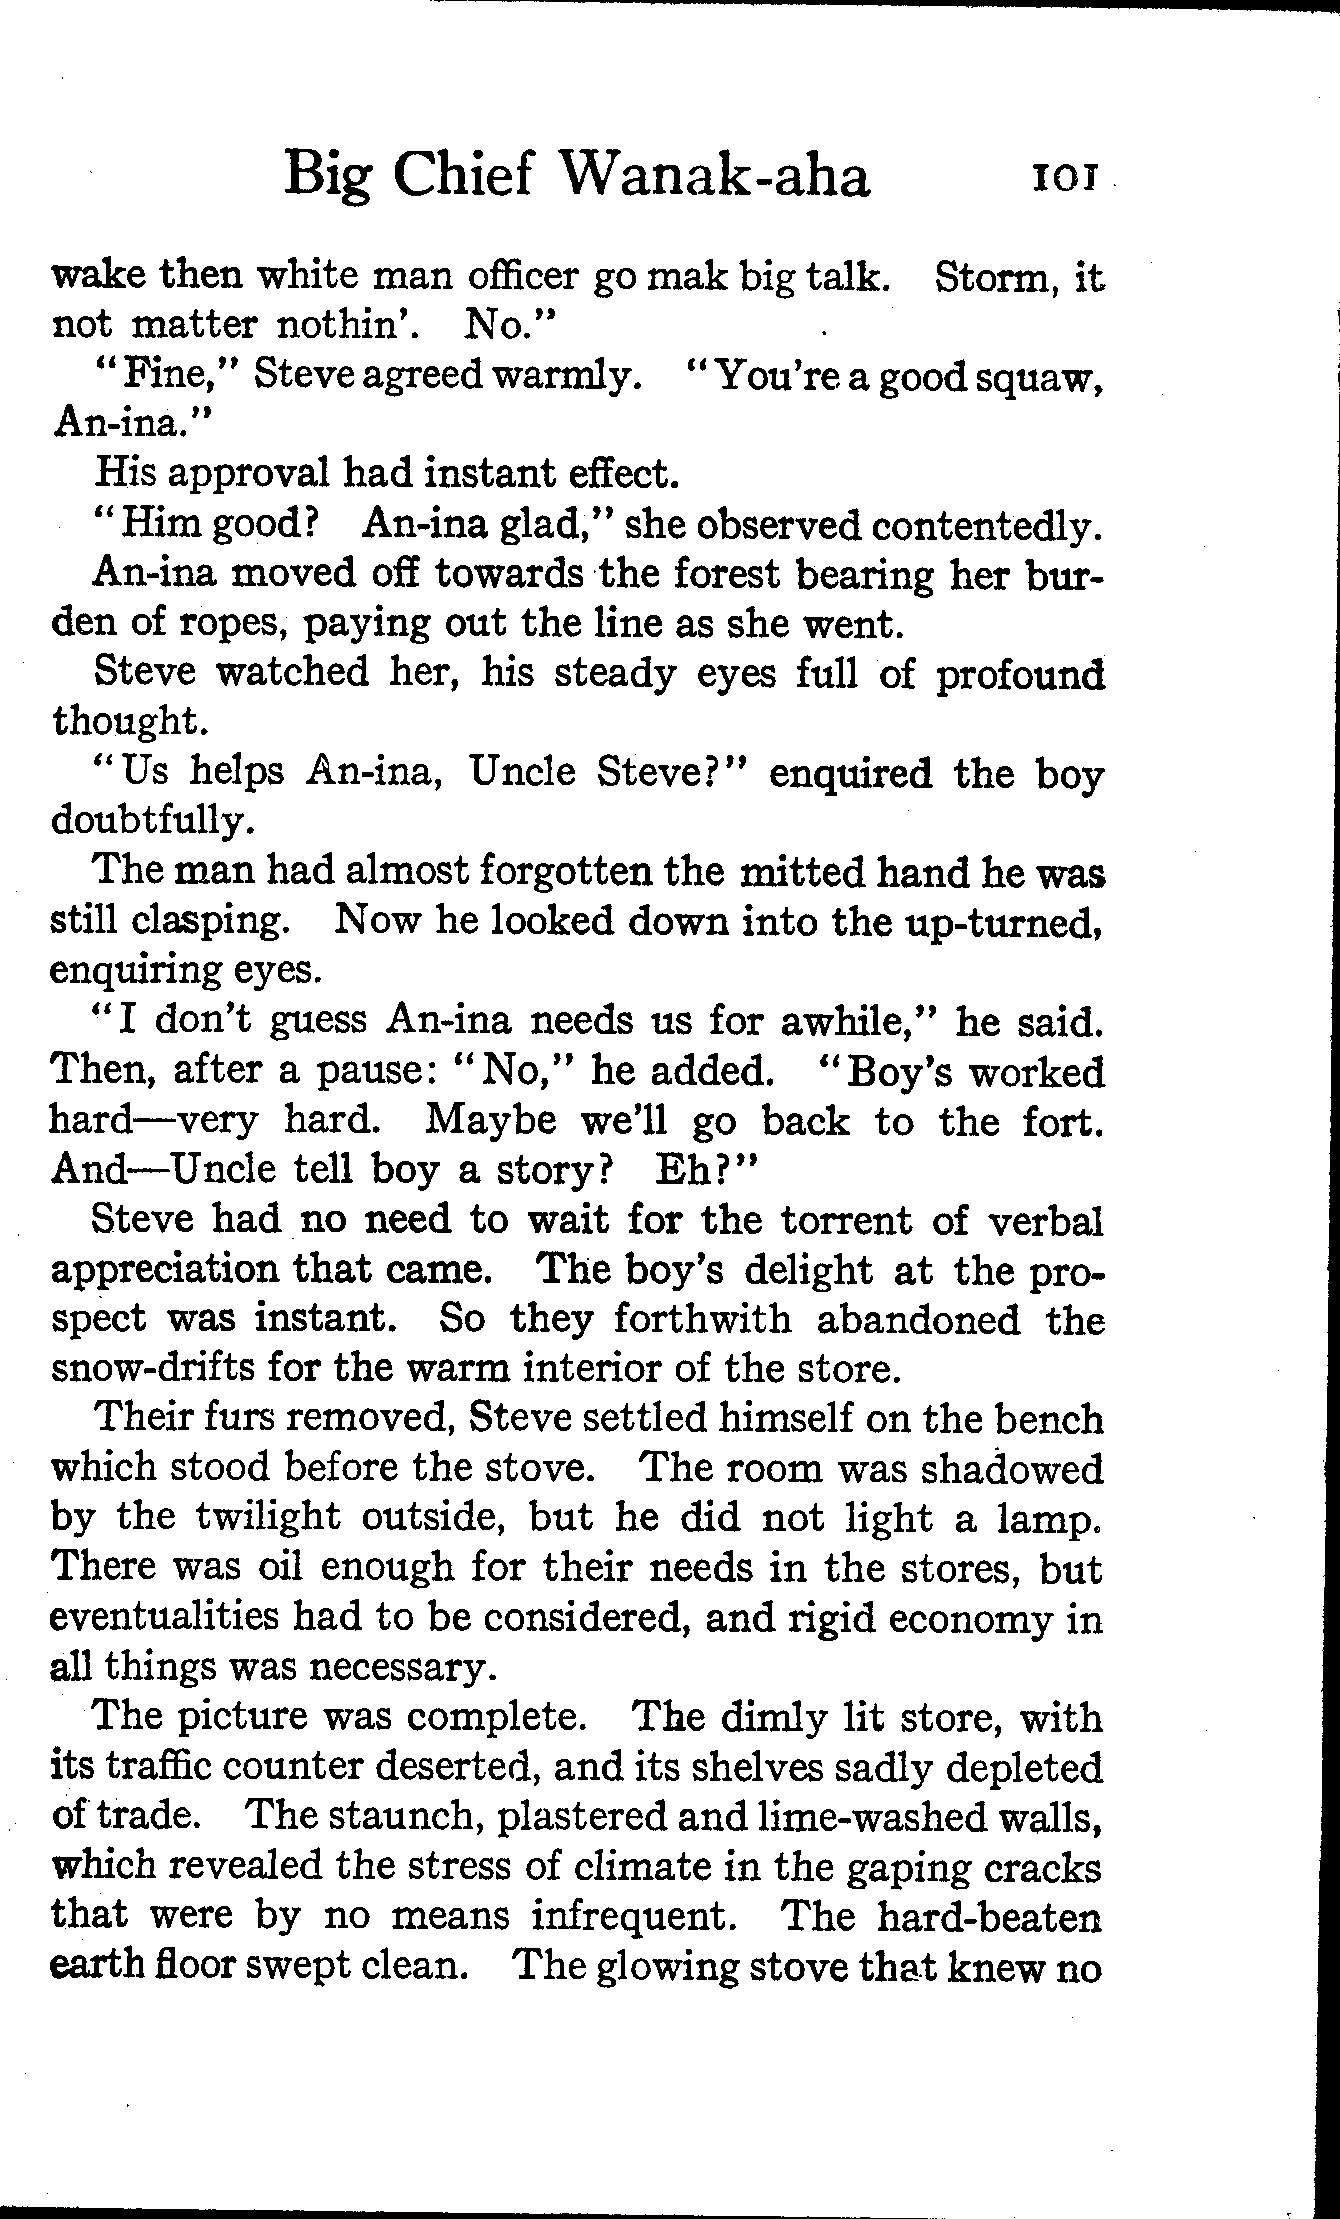 Big Chief Wanak-aha 101
wake then white man officer go mak big talk. Storm, it
not matter nothin'. No."
"Fine," Steve agreed warmly. "You're a good squaw,
An-ina."
His approval had instant effect.
"Him good? An-ina glad," she observed contentedly.
An-ina moved off towards the forest bearing her bur-
den of ropes, paying out the line as she went.
Steve watched her, his steady eyes full of profound
thought.
"Us helps An-ina, Uncle Steve?" enquired the boy
doubtfully.
The man had almost forgotten the mitted hand he was
still clasping. Now he looked down into the up-turned,
enquiring eyes.
"I don't guess An-ina needs us for awhile," he said.
Then, after a pause: "No," he added. "Boy's worked
hard—very hard. Maybe we'll go back to the fort.
And—Uncle tell boy a story? Eh?"
Steve had no need to wait for the torrent of verbal
appreciation that came. The boy's delight at the pro-
spect was instant. So they forthwith abandoned the
snow-drifts for the warm interior of the store.
Their furs removed, Steve settled himself on the bench
which stood before the stove. The room was shadowed
by the twilight outside, but he did not light a lamp.
There was oil enough for their needs in the stores, but
eventualities had to be considered, and rigid economy in
all things was necessary.
The picture was complete. The dimly lit store, with
its traffic counter deserted, and its shelves sadly depleted
of trade. The staunch, plastered and lime-washed walls,
which revealed the stress of climate in the gaping cracks
that were by no means infrequent. The hard-beaten
earth floor swept clean. The glowing stove that knew no